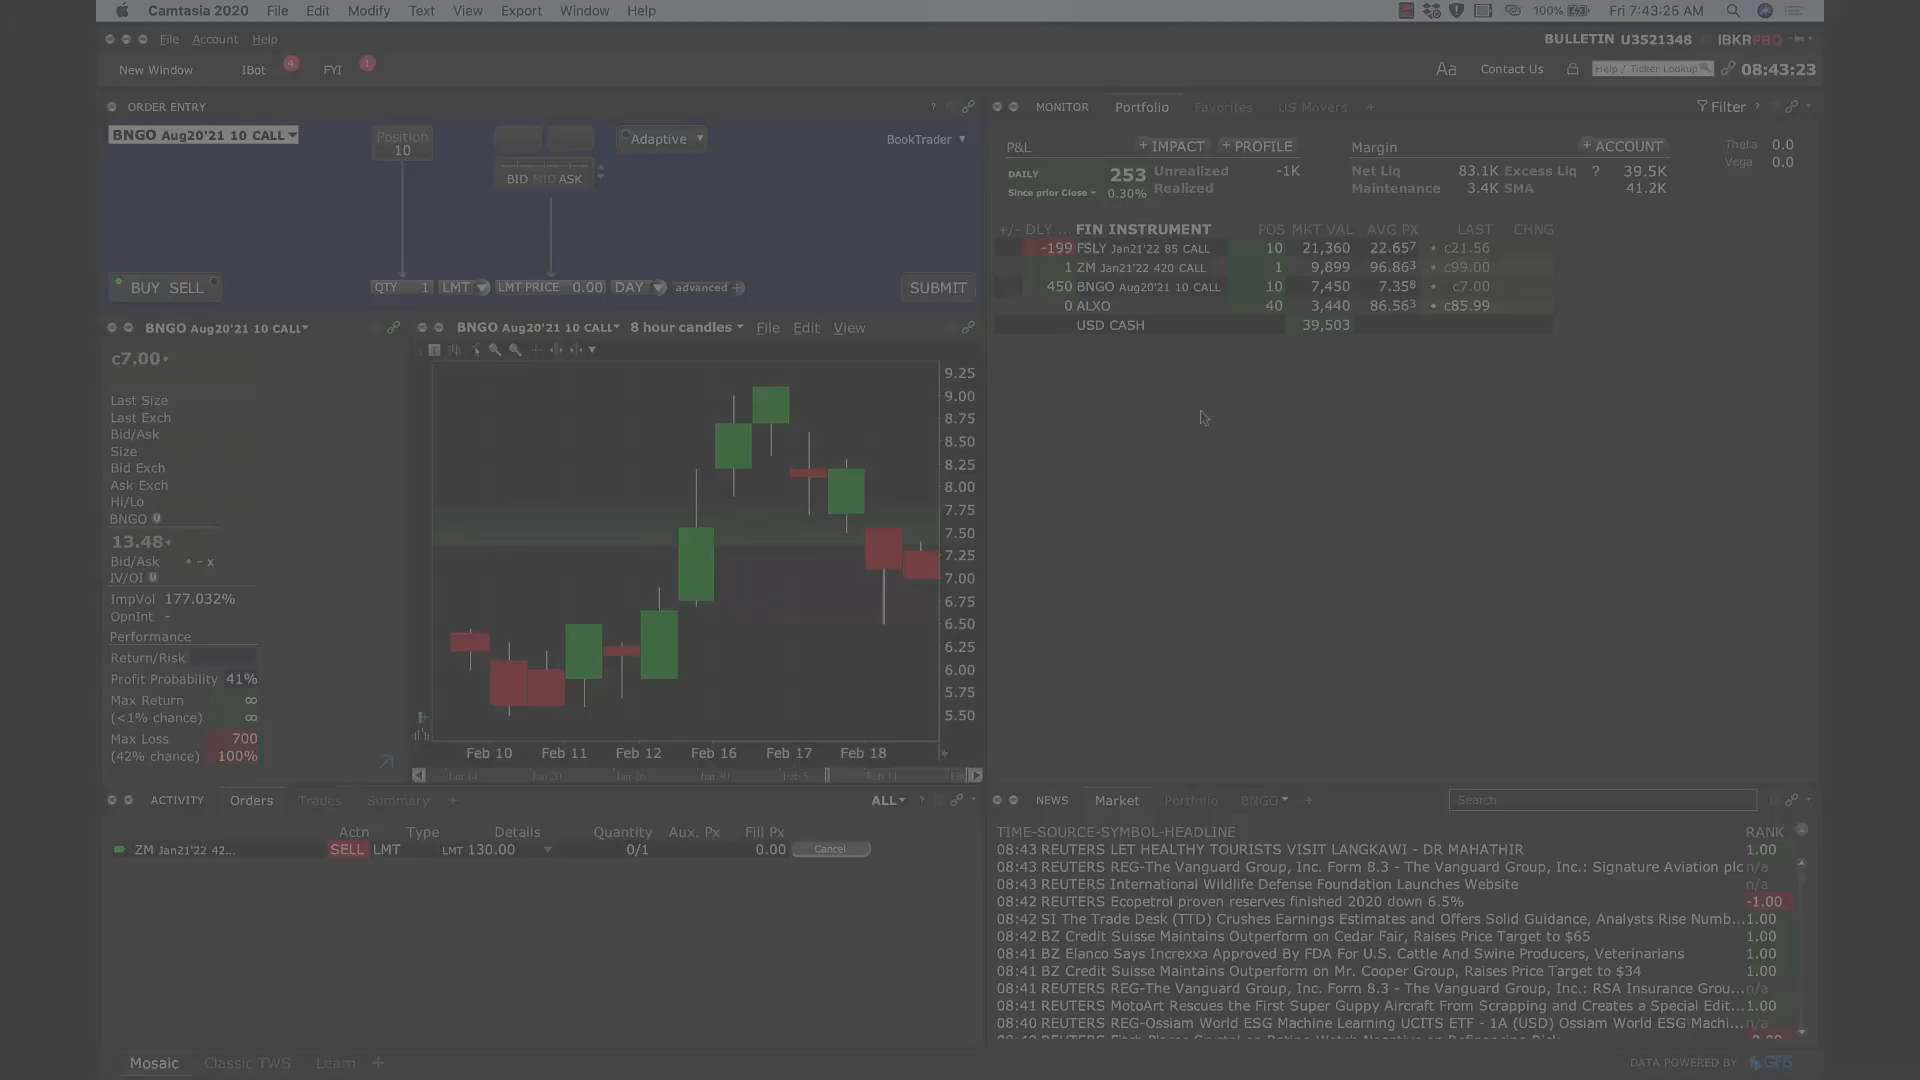 Camtasia 2020 File Edit Modify Text View Export Window Help 100% Fri 7:43:25 AM
File Account Help BULLETIN U3521348 IBKRPRO
New Window IBot 4 FYI 1 Aa Contact Us Help / Ticker Lookup 08:43:23
ORDER ENTRY ?
BNGO Aug20'21 10 CALL
Position
10
Adaptive
BookTrader
BID MID ASK
BUY SELL QTY 1 LMT LMT PRICE 0.00 DAY advanced + SUBMIT
MONITOR Portfolio Favorites US Movers + Filter ?
P&L + IMPACT + PROFILE Margin + ACCOUNT
Theta 0.0
Vega 0.0
DAILY 253 Unrealized -1K Net Liq 83.1K Excess Liq ? 39.5K
Since prior Close 0.30% Realized Maintenance 3.4K SMA 41.2K
+/- DLY ... FIN INSTRUMENT POS MKT VAL AVG PX LAST CHNG
-199 FSLY Jan21'22 85 CALL 10 21,360 22.657 c21.56
1 ZM Jan21'22 420 CALL 1 9,899 96.863 c99.00
450 BNGO Aug20'21 10 CALL 10 7,450 7.358 c7.00
0 ALXO 40 3,440 86.563 c85.99
USD CASH 39,503
BNGO Aug20'21 10 CALL
c7.00
Last Size
Last Exch
Bid/Ask
Size
Bid Exch
Ask Exch
Hi/Lo
BNGO
13.48
Bid/Ask - x
IV/OI
ImpVol 177.032%
OpnInt -
Performance
Return/Risk
Profit Probability 41%
Max Return ∞
(<1% chance) ∞
Max Loss 700
(42% chance) 100%
BNGO Aug20'21 10 CALL 8 hour candles File Edit View
9.25
9.00
8.75
8.50
8.25
8.00
7.75
7.50
7.25
7.00
6.75
6.50
6.25
6.00
5.75
5.50
Feb 10 Feb 11 Feb 12 Feb 16 Feb 17 Feb 18
Jan 14 Jan 20 Jan 26 Jan 30 Feb 5 Feb 11
ACTIVITY Orders Trades Summary + ALL ?
Actn Type Details Quantity Aux. Px Fill Px
ZM Jan21'22 42... SELL LMT LMT 130.00 0/1 0.00 Cancel
NEWS Market Portfolio BNGO + Search
TIME-SOURCE-SYMBOL-HEADLINE RANK
08:43 REUTERS LET HEALTHY TOURISTS VISIT LANGKAWI - DR MAHATHIR 1.00
08:43 REUTERS REG-The Vanguard Group, Inc. Form 8.3 - The Vanguard Group, Inc.: Signature Aviation plc n/a
08:43 REUTERS International Wildlife Defense Foundation Launches Website n/a
08:42 REUTERS Ecopetrol proven reserves finished 2020 down 6.5% -1.00
08:42 SI The Trade Desk (TTD) Crushes Earnings Estimates and Offers Solid Guidance, Analysts Rise Numb... 1.00
08:42 BZ Credit Suisse Maintains Outperform on Cedar Fair, Raises Price Target to $65 1.00
08:41 BZ Elanco Says Increxxa Approved By FDA For U.S. Cattle And Swine Producers, Veterinarians 1.00
08:41 BZ Credit Suisse Maintains Outperform on Mr. Cooper Group, Raises Price Target to $34 1.00
08:41 REUTERS REG-The Vanguard Group, Inc. Form 8.3 - The Vanguard Group, Inc.: RSA Insurance Grou... n/a
08:41 REUTERS MotoArt Rescues the First Super Guppy Aircraft From Scrapping and Creates a Special Edit... 1.00
08:40 REUTERS REG-Ossiam World ESG Machine Learning UCITS ETF - 1A (USD) Ossiam World ESG Machi... n/a
Mosaic Classic TWS Learn + DATA POWERED BY GFIS